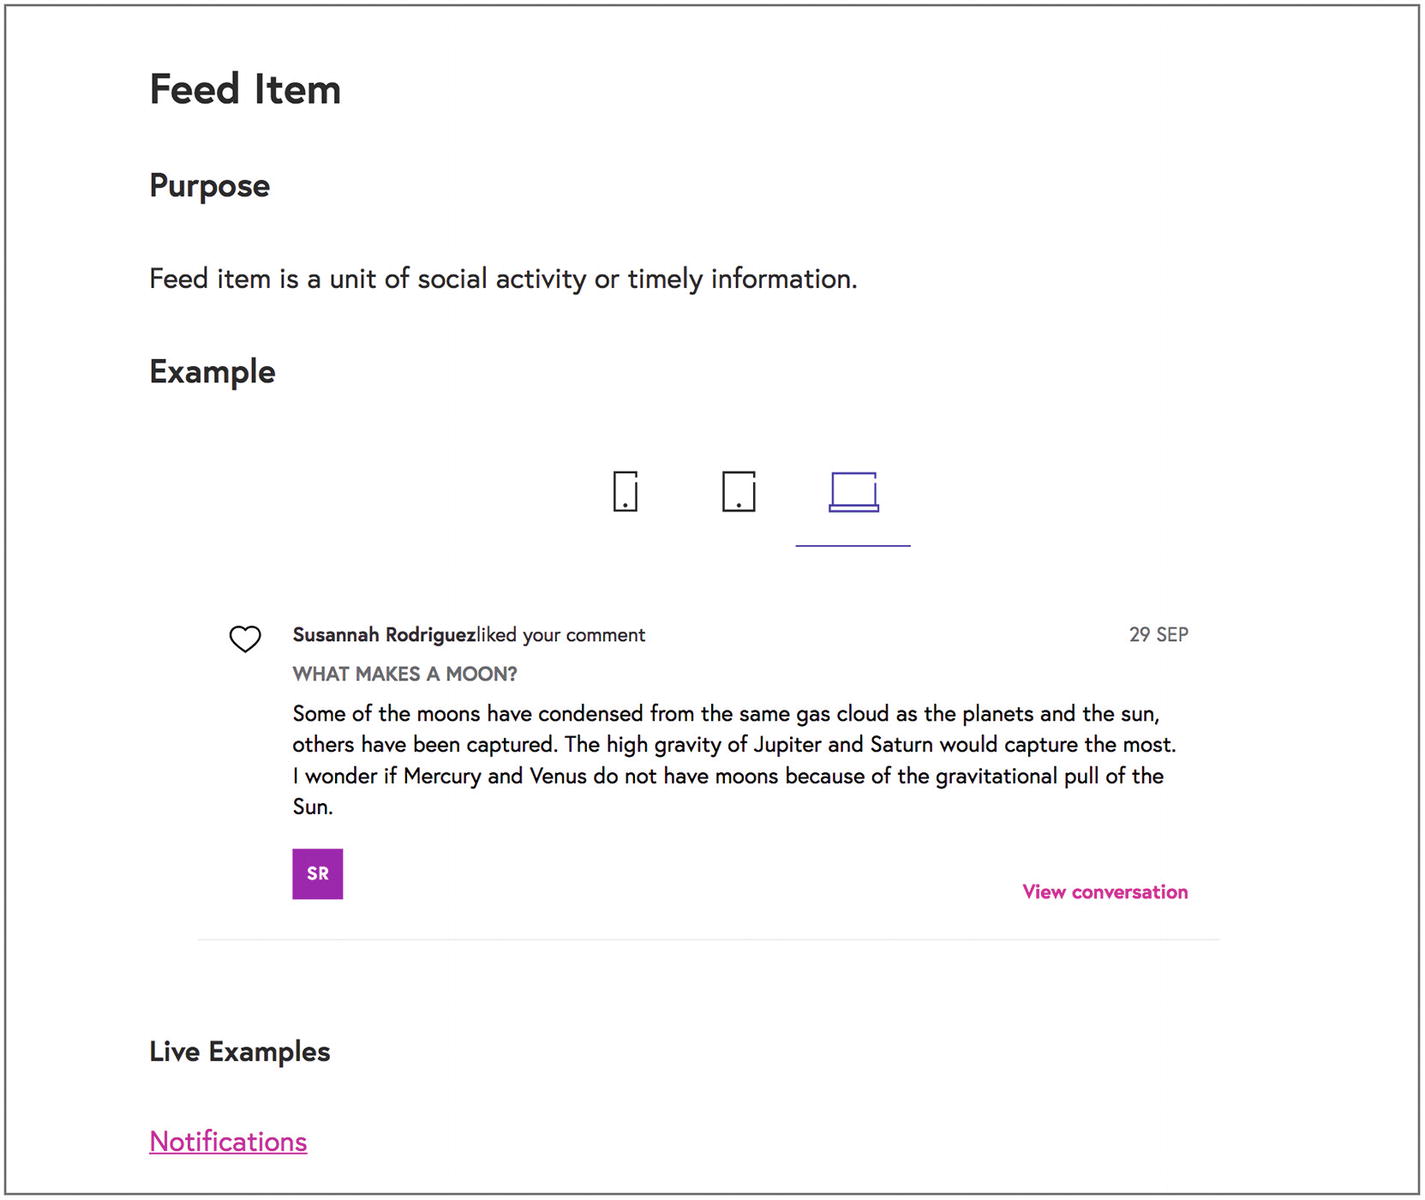 Feed Item
Purpose
Feed item is a unit of social activity or timely information.
Example
Susannah Rodriguezliked your comment 29 SEP
WHAT MAKES A MOON?
Some of the moons have condensed from the same gas cloud as the planets and the sun,
others have been captured. The high gravity of Jupiter and Saturn would capture the most.
I wonder if Mercury and Venus do not have moons because of the gravitational pull of the
Sun.
SR
View conversation
Live Examples
Notifications